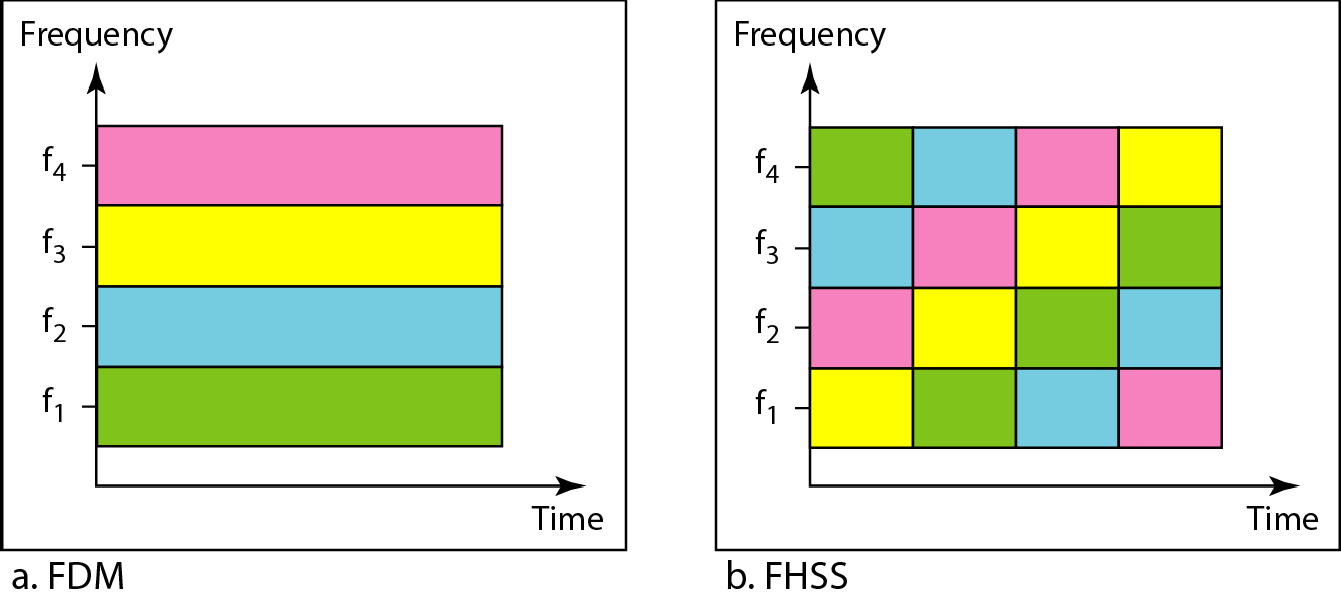 Frequency
f4
f3
f2
f1
Time
a. FDM
Frequency
f4
f3
f2
f1
Time
b. FHSS